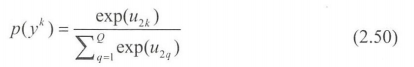 p(y^k) = exp(u_{2k}) / ∑_{q=1}^{Q} exp(u_{2q}) (2.50)